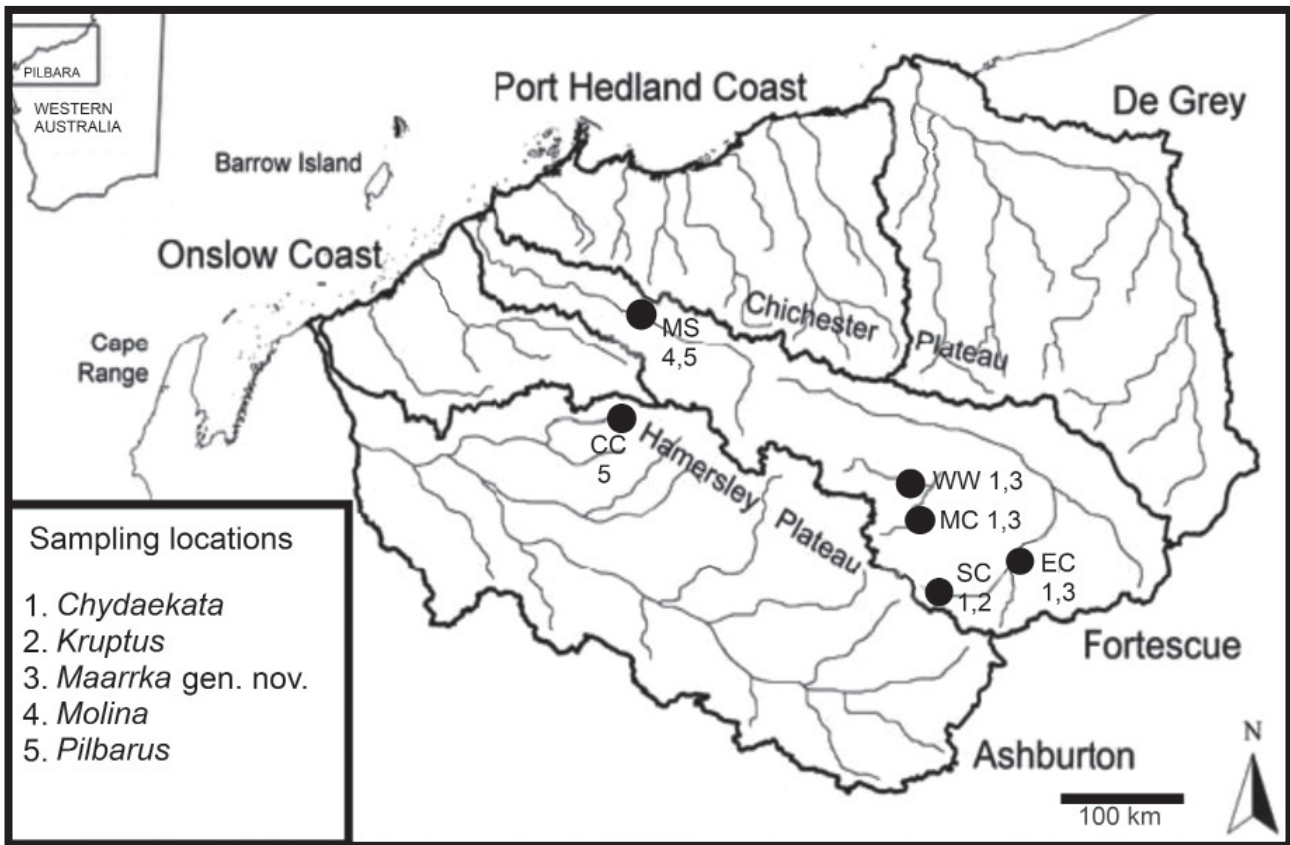 PILBARA
WESTERN
AUSTRALIA
Port Hedland Coast
De Grey
Barrow Island
Onslow Coast
Cape
Range
Chichester Plateau
MS
4,5
CC
5
Hamersley Plateau
WW 1,3
MC 1,3
SC
1,2
EC
1,3
Fortescue
Ashburton
Sampling locations
1. Chydaekata
2. Kruptus
3. Maarrka gen. nov.
4. Molina
5. Pilbarus
100 km
N